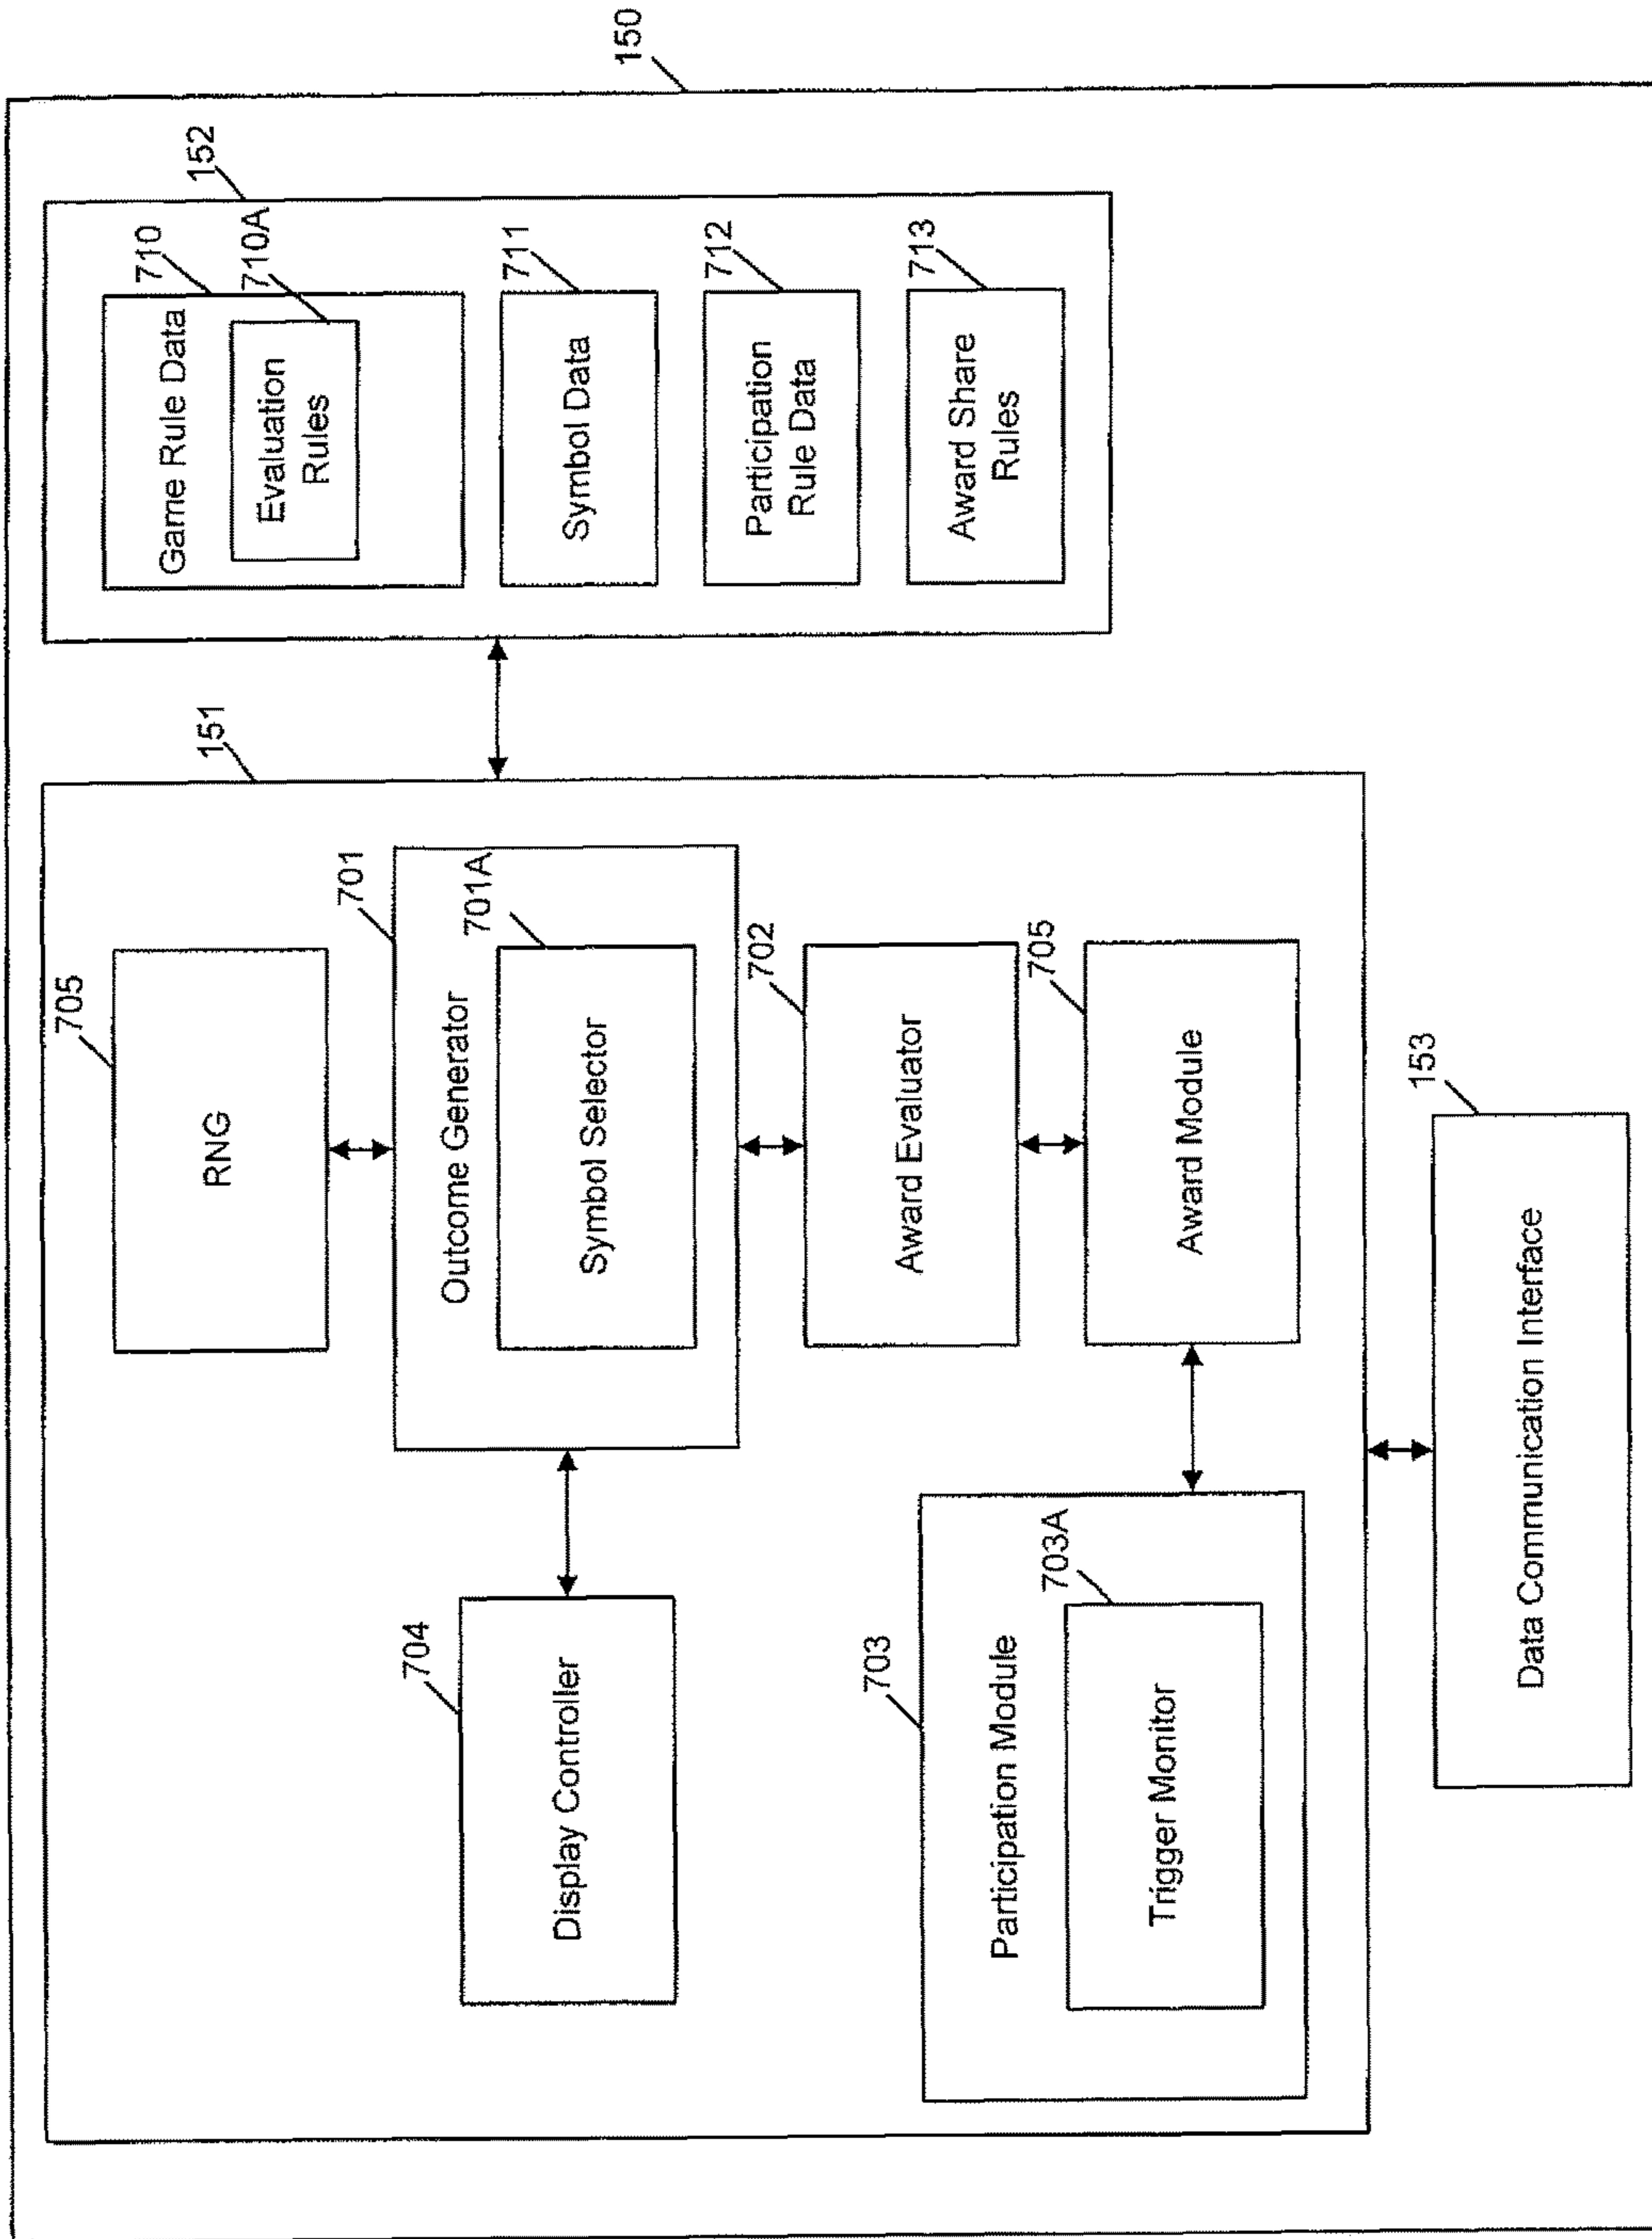 150
152
710
710A
Game Rule Data
Evaluation
Rules
711
Symbol Data
712
Participation
Rule Data
713
Award Share
Rules
151
705
RNG
701
Outcome Generator
701A
Symbol Selector
702
Award Evaluator
705
Award Module
704
Display Controller
703
Participation Module
703A
Trigger Monitor
153
Data Communication Interface